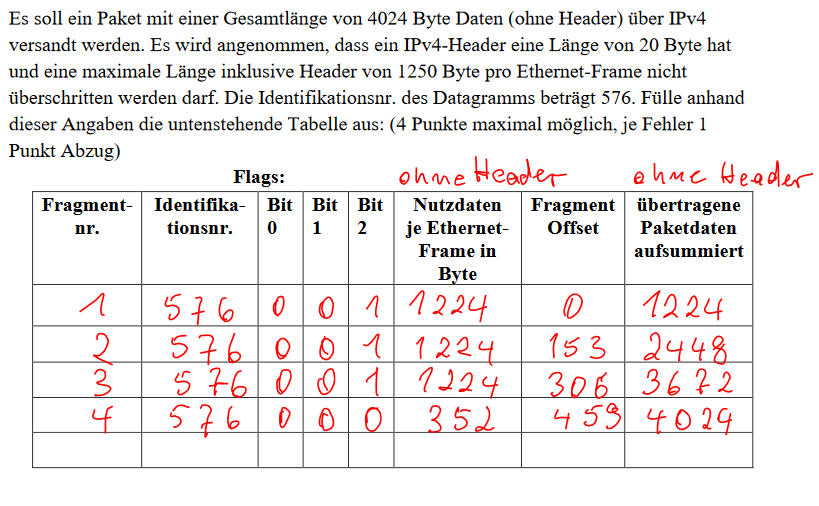 Es soll ein Paket mit einer Gesamtlänge von 4024 Byte Daten (ohne Header) über IPv4
versandt werden. Es wird angenommen, dass ein IPv4-Header eine Länge von 20 Byte hat
und eine maximale Länge inklusive Header von 1250 Byte pro Ethernet-Frame nicht
überschritten werden darf. Die Identifikationsnr. des Datagramms beträgt 576. Fülle anhand
dieser Angaben die untenstehende Tabelle aus: (4 Punkte maximal möglich, je Fehler 1
Punkt Abzug)
Flags: ohne Header ohne Header
Fragment- Identifika- Bit Bit Bit Nutzdaten Fragment übertragene
nr. tionsnr. 0 1 2 je Ethernet- Offset Paketdaten
Frame in aufsummiert
Byte
1 576 0 0 1 1224 0 1224
2 576 0 0 1 1224 153 2448
3 576 0 0 1 1224 306 3672
4 576 0 0 0 352 459 4024